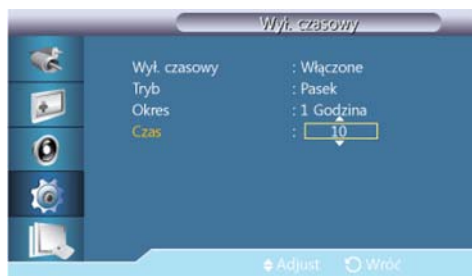 Wył. czasowy
Wył. czasowy : Włączone
Tryb : Pasek
Okres : 1 Godzina
Czas : 10
Adjust Wróć